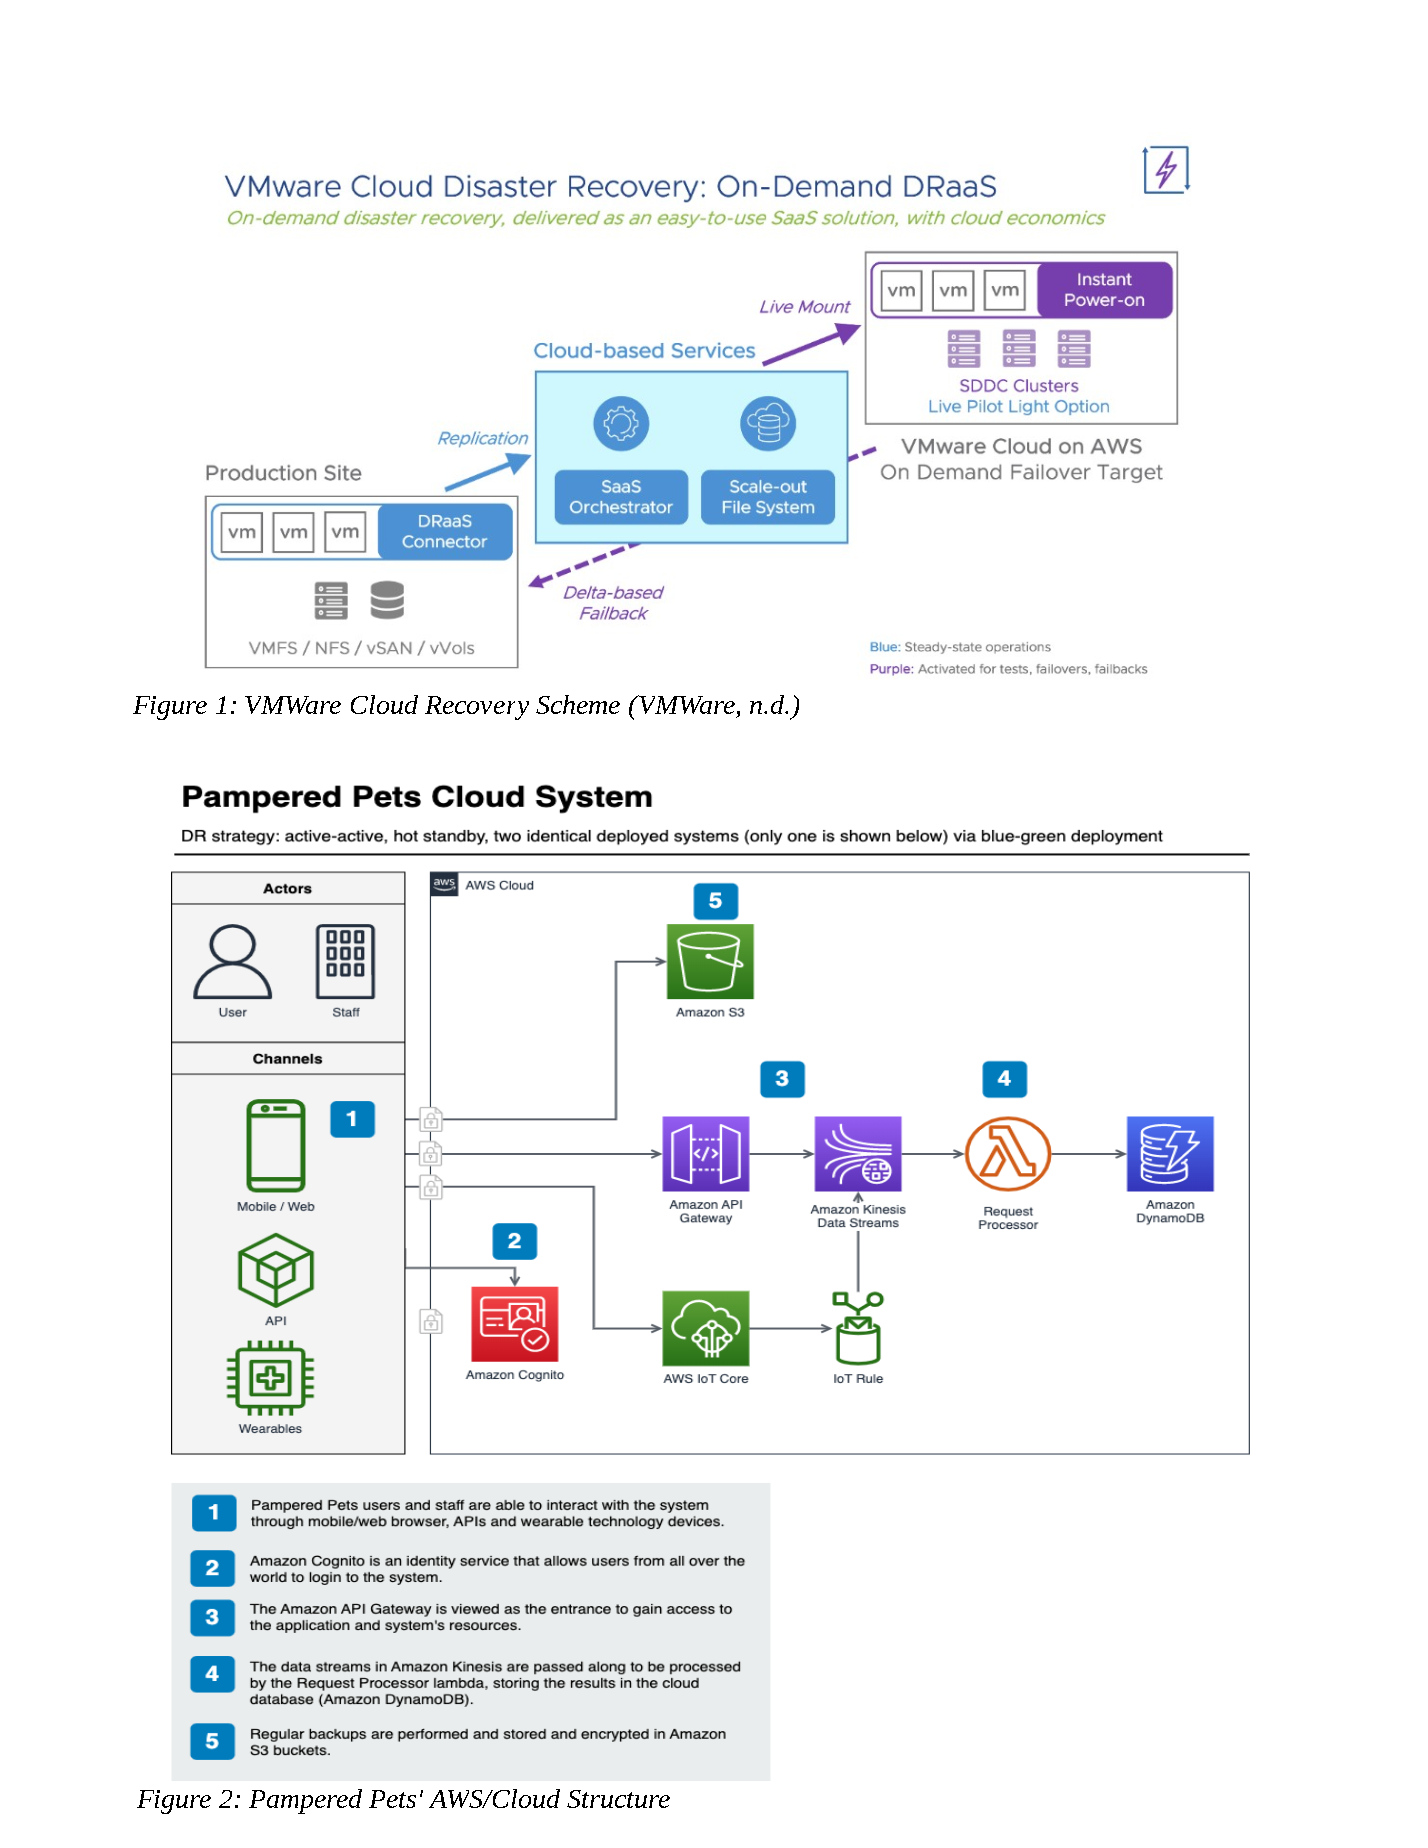 VMware Cloud Disaster Recovery: On-Demand DRaaS
On-demand disaster recovery, delivered as an easy-to-use SaaS solution, with cloud economics
vm vm vm
Instant
Power-on
Live Mount
SDDC Clusters
Live Pilot Light Option
VMware Cloud on AWS
On Demand Failover Target
Cloud-based Services
SaaS
Orchestrator
Scale-out
File System
Replication
Production Site
vm vm vm
DRaaS
Connector
VMFS / NFS / vSAN / vVols
Delta-based
Failback
Blue: Steady-state operations
Purple: Activated for tests, failovers, failbacks
Figure 1: VMWare Cloud Recovery Scheme (VMWare, n.d.)
Pampered Pets Cloud System
DR strategy: active-active, hot standby, two identical deployed systems (only one is shown below) via blue-green deployment
Actors
User
Staff
Channels
1
Mobile / Web
API
Wearables
aws
AWS Cloud
5
Amazon S3
3
4
Amazon API
Gateway
Amazon Kinesis
Data Streams
Request
Processor
Amazon
DynamoDB
2
Amazon Cognito
AWS IoT Core
IoT Rule
1
Pampered Pets users and staff are able to interact with the system
through mobile/web browser, APIs and wearable technology devices.
2
Amazon Cognito is an identity service that allows users from all over the
world to login to the system.
3
The Amazon API Gateway is viewed as the entrance to gain access to
the application and system's resources.
4
The data streams in Amazon Kinesis are passed along to be processed
by the Request Processor lambda, storing the results in the cloud
database (Amazon DynamoDB).
5
Regular backups are performed and stored and encrypted in Amazon
S3 buckets.
Figure 2: Pampered Pets' AWS/Cloud Structure